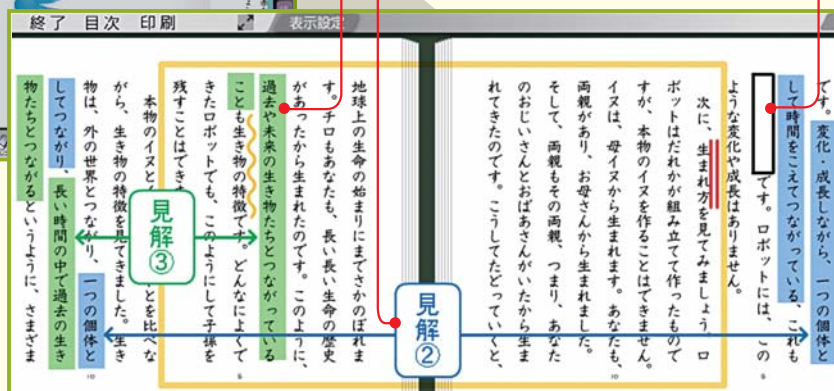 終了 目次 印刷 表示設定
です。変化・成長しながら、一つの個体と
して時間をこえてつながっている、これも
です。ロボットには、この
ような変化や成長はありません。
次に、生まれ方を見てみましょう。ロ
ボットはだれかが組み立てて作ったもので
すが、本物のイヌを作ることはできません。
イヌは、母イヌから生まれます。あなたも、
両親があり、お母さんから生まれました。
そして、両親もその両親、つまり、あなた
のおじいさんとおばあさんがいたから生ま
れてきたのです。こうしてたどっていくと、
見解②
地球上の生命の始まりにまでさかのぼれま
す。チロもあなたも、長い長い生命の歴史
があったから生まれたのです。このように、
過去や未来の生き物たちとつながっている
ことも生き物の特徴です。どんなによくで
きたロボットでも、このようにして子孫を
残すことはできま
見解③
本物のイヌと とを比べな
がら、生き物の特徴を見てきました。生き
物は、外の世界とつながり、一つの個体と
してつながり、長い時間の中で過去の生き
物たちとつながるというように、さまざま